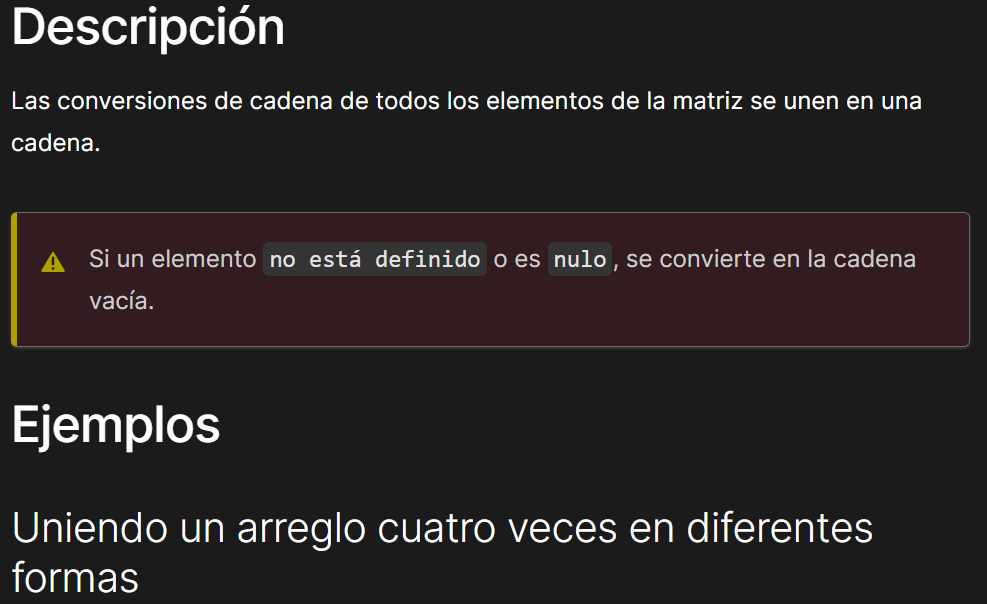 Descripción
Las conversiones de cadena de todos los elementos de la matriz se unen en una
cadena.
Si un elemento no está definido o es nulo, se convierte en la cadena
vacía.
Ejemplos
Uniendo un arreglo cuatro veces en diferentes
formas